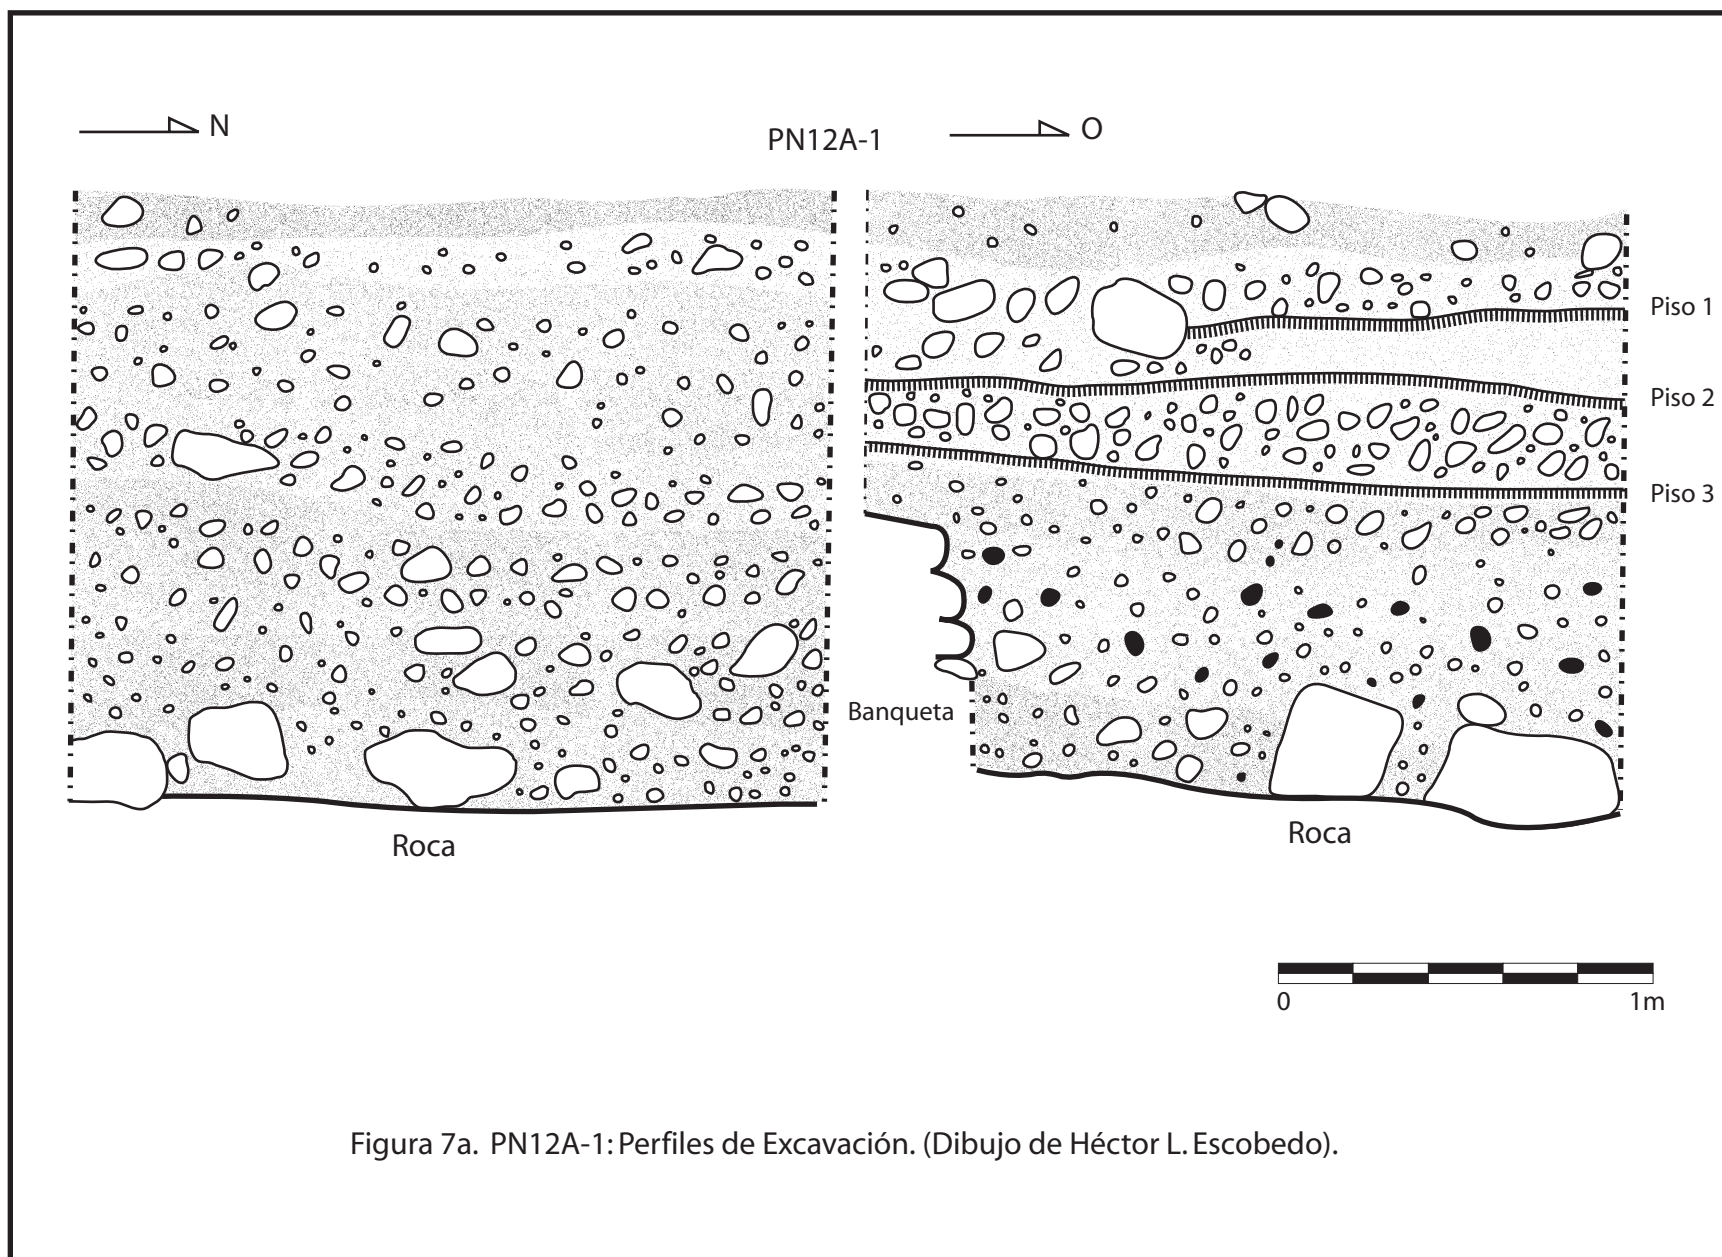 N
PN12A-1
O
Piso 1
Piso 2
Piso 3
Banqueta
Roca
Roca
0
1m
Figura 7a. PN12A-1: Perfiles de Excavación. (Dibujo de Héctor L. Escobedo).